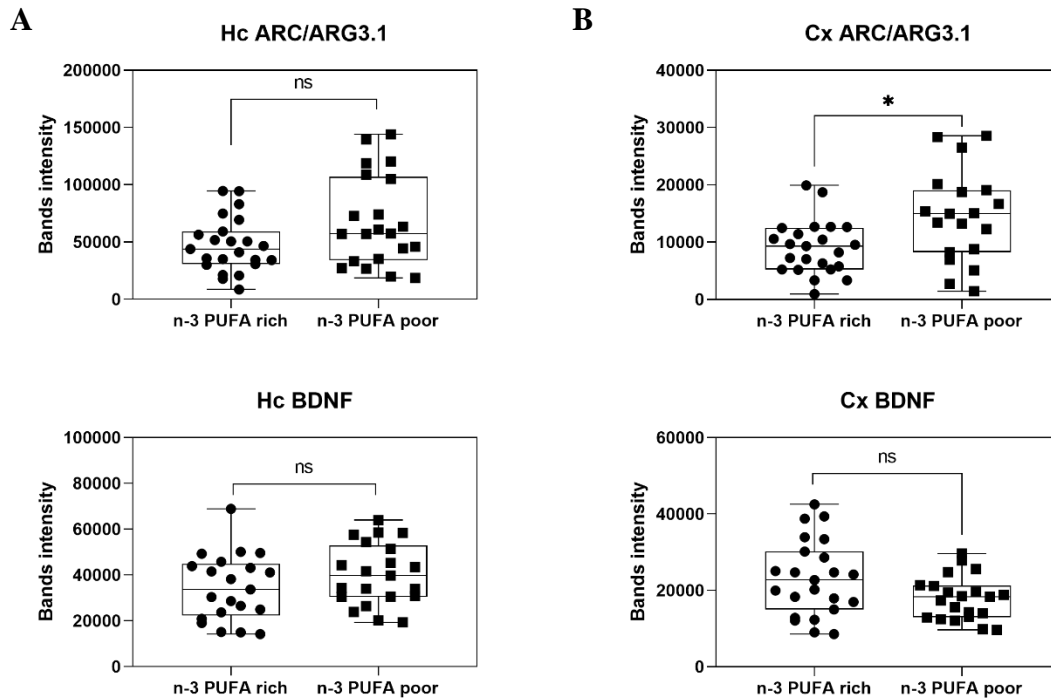 A
Hc ARC/ARG3.1
Bands intensity
200000
150000
100000
50000
0
ns
n-3 PUFA rich
n-3 PUFA poor
B
Cx ARC/ARG3.1
Bands intensity
40000
30000
20000
10000
0
*
n-3 PUFA rich
n-3 PUFA poor
Hc BDNF
Bands intensity
100000
80000
60000
40000
20000
0
ns
n-3 PUFA rich
n-3 PUFA poor
Cx BDNF
Bands intensity
60000
40000
20000
0
ns
n-3 PUFA rich
n-3 PUFA poor